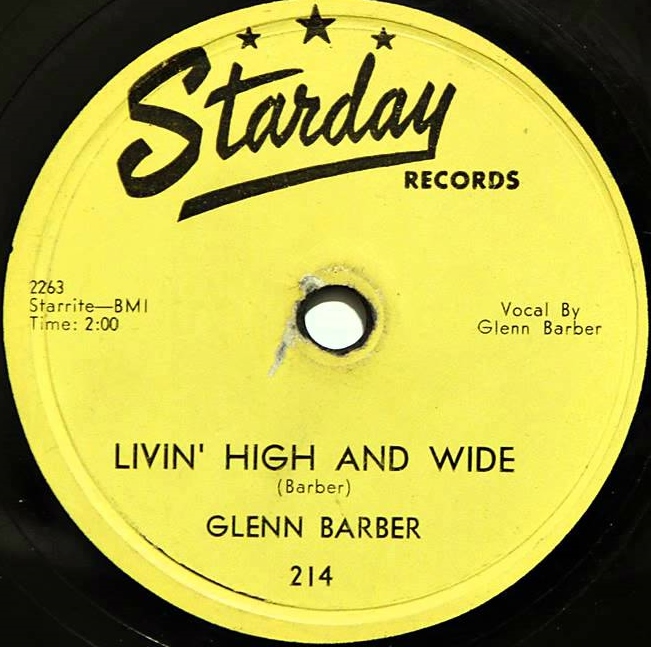 Starday
RECORDS
2263
Starrite—BMI
Time: 2:00
Vocal By
Glenn Barber
LIVIN' HIGH AND WIDE
(Barber)
GLENN BARBER
214